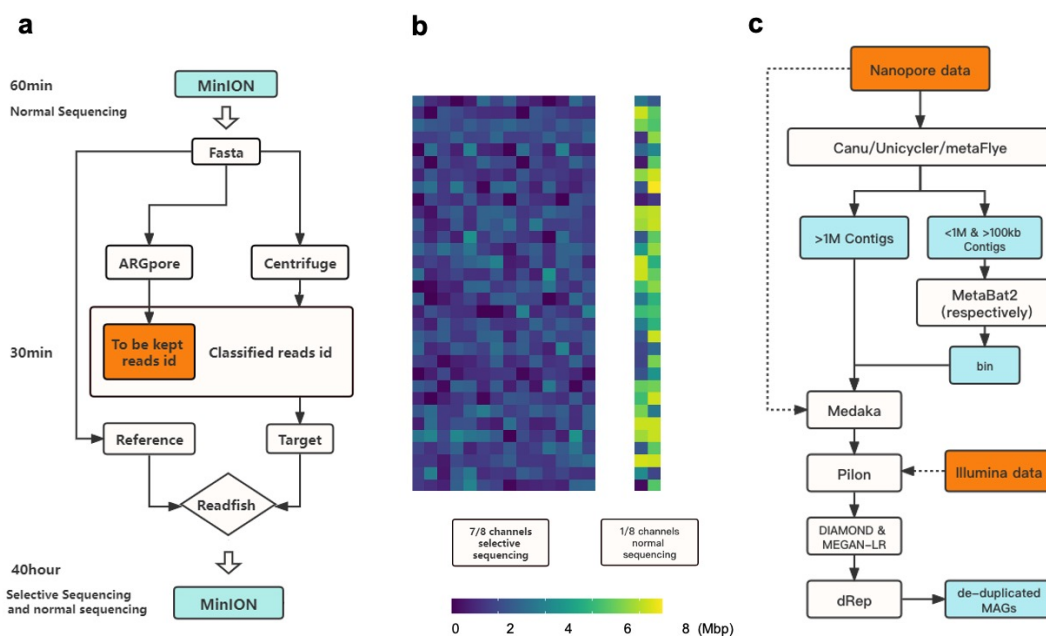 a
60min
MinION
Normal Sequencing
Fasta
ARGpore
Centrifuge
30min
To be kept
reads id
Classified reads id
Reference
Target
Readfish
40hour
Selective Sequencing
and normal sequencing
MinION
b
7/8 channels
selective
sequencing
1/8 channels
normal
sequencing
0 2 4 6 8 (Mbp)
c
Nanopore data
Canu/Unicycler/metaFlye
>1M Contigs
<1M & >100kb
Contigs
MetaBat2
(respectively)
bin
Medaka
Pilon
Illumina data
DIAMOND &
MEGAN-LR
dRep
de-duplicated
MAGs